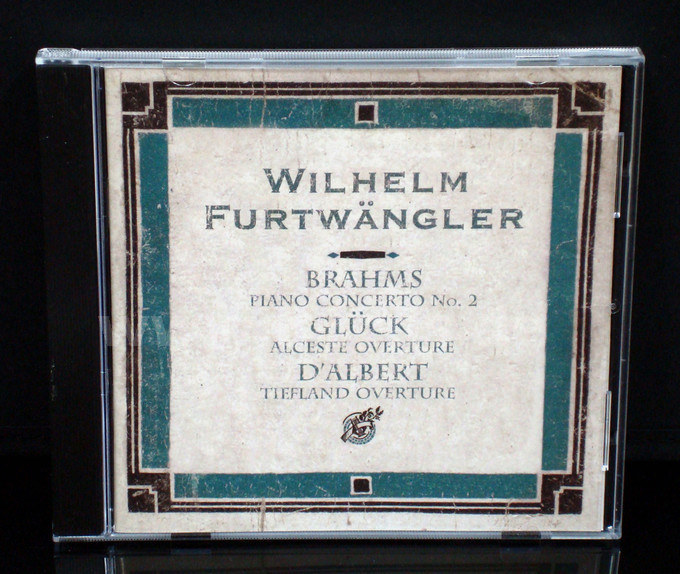 WILHELM
FURTWÄNGLER
BRAHMS
PIANO CONCERTO No. 2
GLÜCK
ALCESTE OVERTURE
D'ALBERT
TIEFLAND OVERTURE